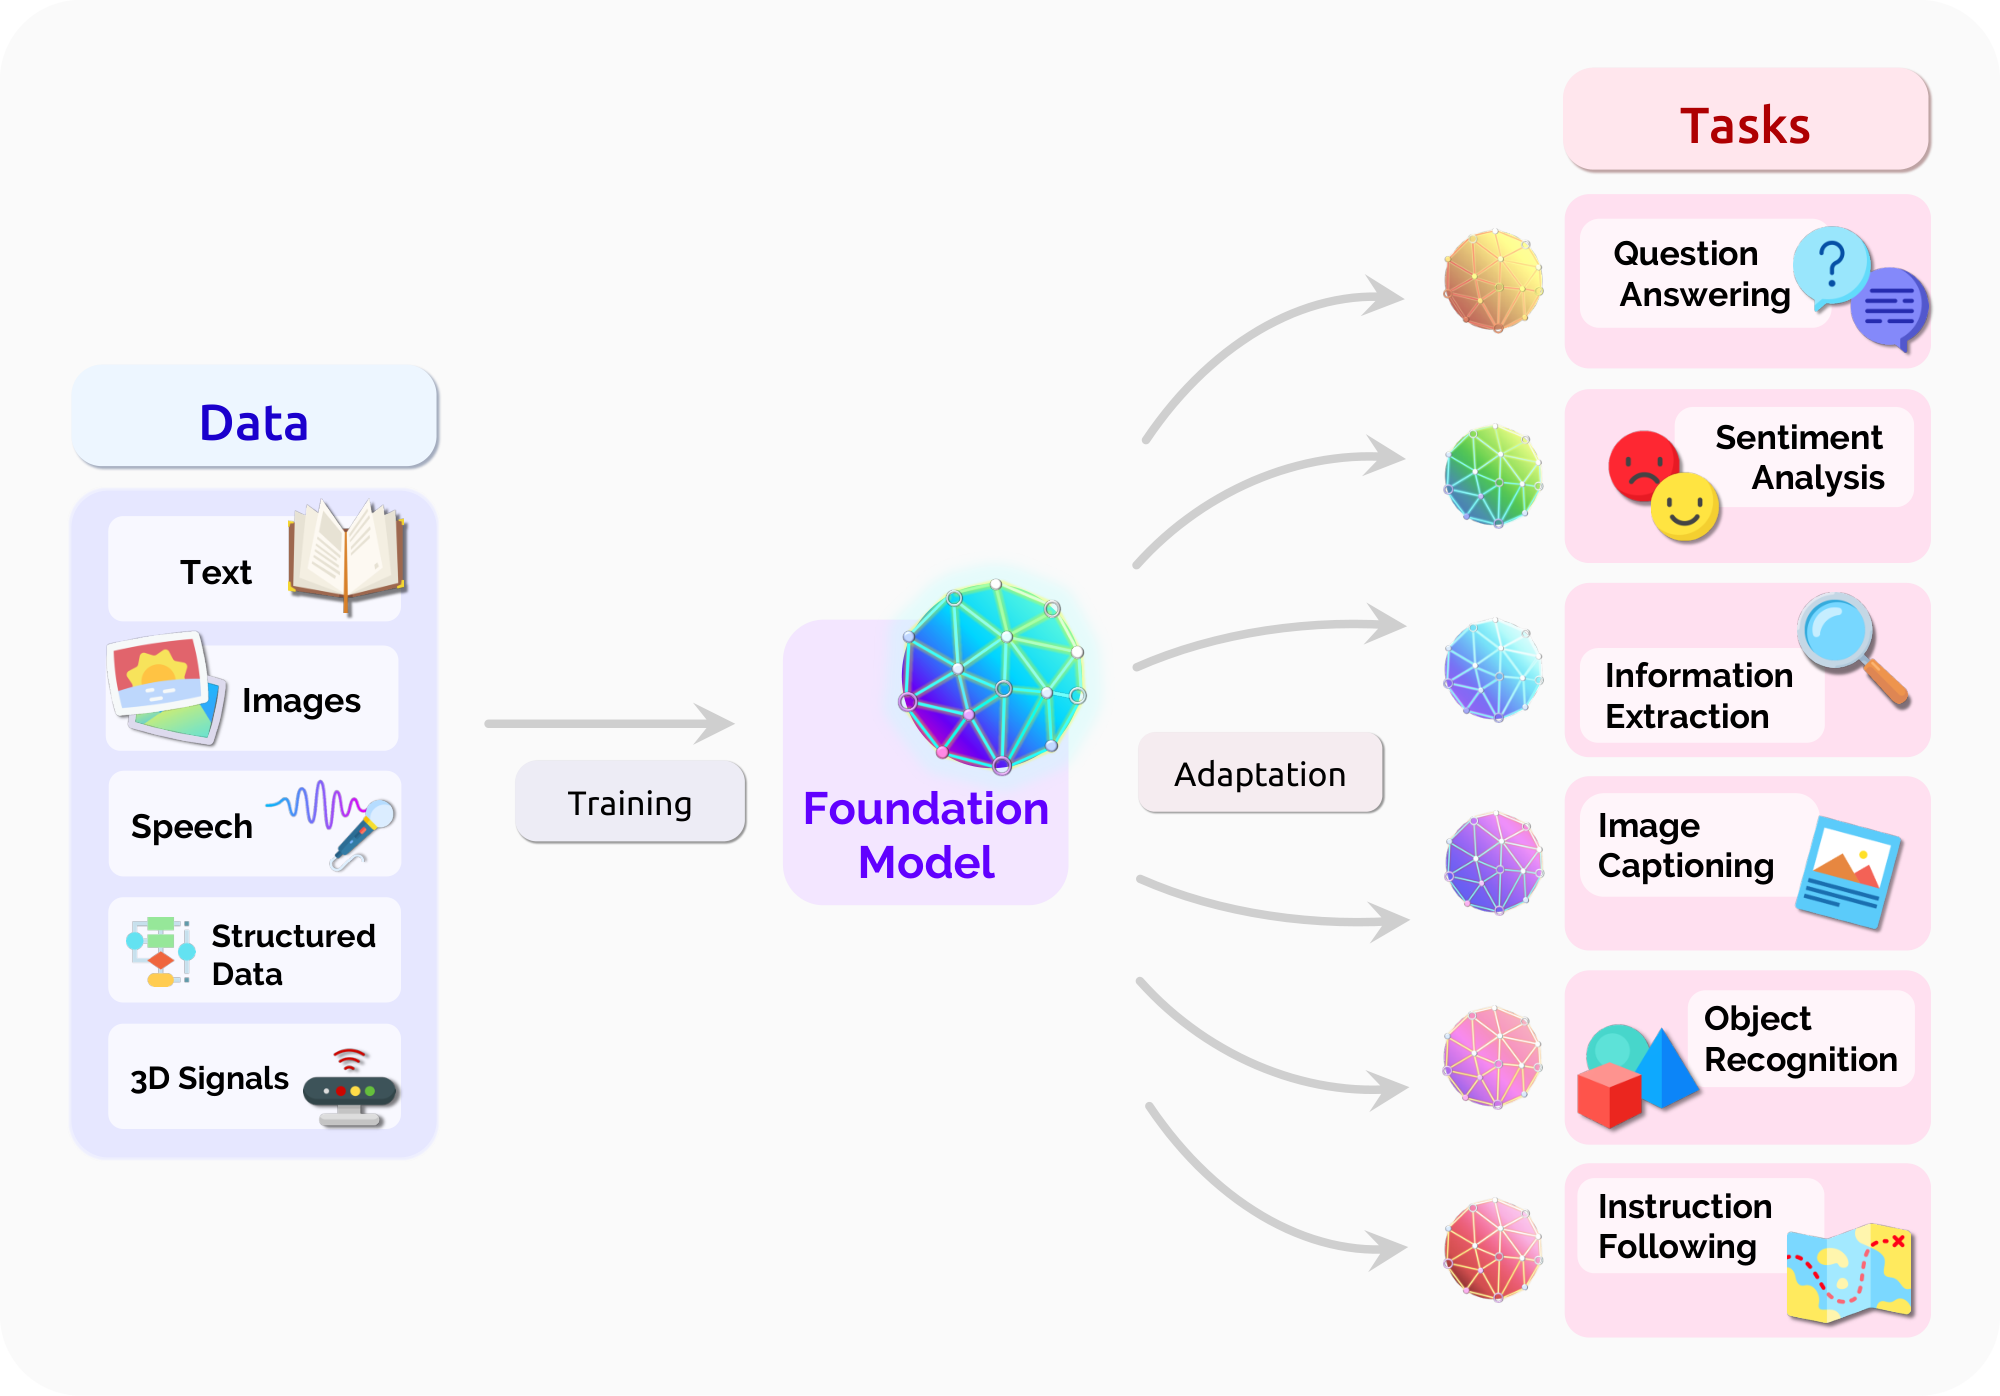 Data
Text
Images
Speech
Structured
Data
3D Signals
Training
Foundation
Model
Adaptation
Tasks
Question
Answering
?
Sentiment
Analysis
Information
Extraction
Image
Captioning
Object
Recognition
Instruction
Following